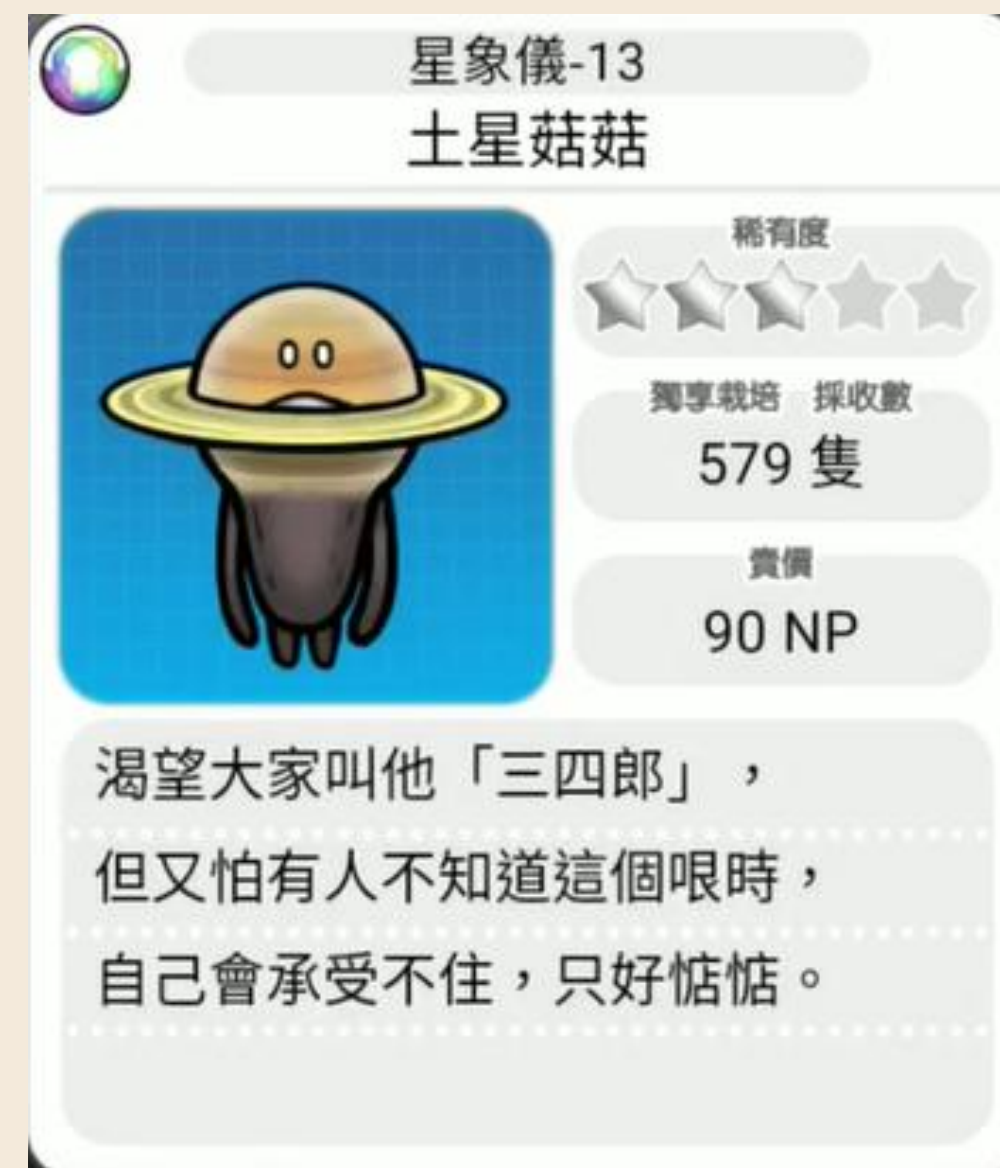 星象儀-13
土星菇菇
稀有度
獨享栽培　採收數
579 隻
賣價
90 NP
渴望大家叫他「三四郎」，
但又怕有人不知道這個哏時，
自己會承受不住，只好惦惦。